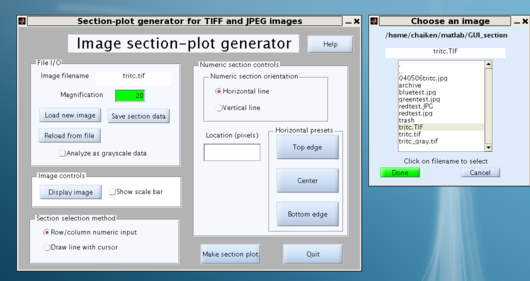 Section-plot generator for TIFF and JPEG images
Image section-plot generator
Help
File I/O
Image filename
tritc.tif
Magnification
20
Load new image
Save section data
Reload from file
Analyze as grayscale data
Image controls
Display image
Show scale bar
Section selection method
Row/column numeric input
Draw line with cursor
Numeric section controls
Numeric section orientation
Horizontal line
Vertical line
Location (pixels)
Horizontal presets
Top edge
Center
Bottom edge
Make section plot
Quit
Choose an image
/home/chaiken/matlab/GUI_section
tritc.TIF
.
..
040506tritc.jpg
archive
bluetest.jpg
greentest.jpg
redtest.JPG
redtest.jpg
trash
tritc.TIF
tritc.tif
tritc_gray.tif
Click on filename to select
Done
Cancel